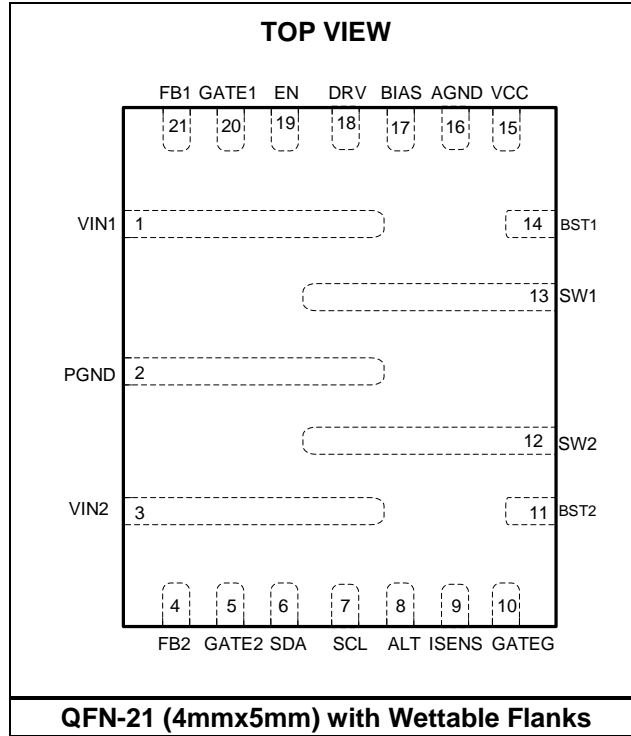 TOP VIEW
FB1 GATE1 EN DRV BIAS AGND VCC
21 20 19 18 17 16 15
VIN1 1 14 BST1
13 SW1
PGND 2
12 SW2
VIN2 3 11 BST2
4 5 6 7 8 9 10
FB2 GATE2 SDA SCL ALT ISENS GATEG
QFN-21 (4mmx5mm) with Wettable Flanks